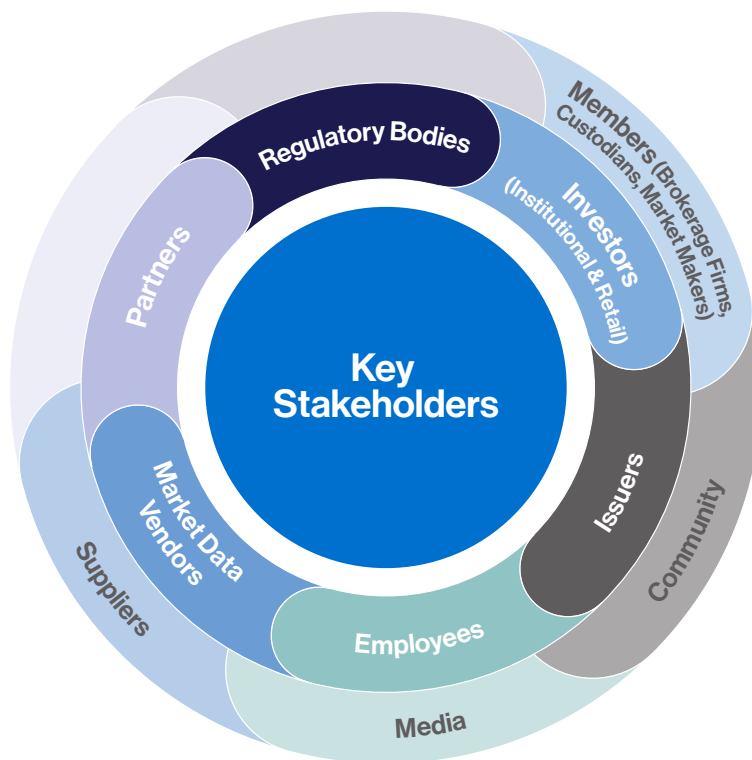 Key
Stakeholders
Regulatory Bodies
Investors
(Institutional & Retail)
Issuers
Employees
Market Data
Vendors
Partners
Members (Brokerage Firms,
Custodians, Market Makers)
Community
Media
Suppliers